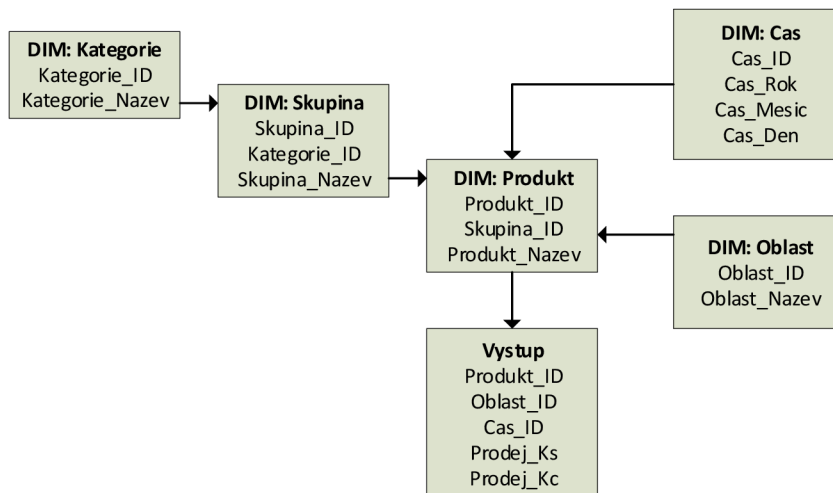 DIM: Kategorie
Kategorie_ID
Kategorie_Nazev
DIM: Skupina
Skupina_ID
Kategorie_ID
Skupina_Nazev
DIM: Cas
Cas_ID
Cas_Rok
Cas_Mesic
Cas_Den
DIM: Produkt
Produkt_ID
Skupina_ID
Produkt_Nazev
DIM: Oblast
Oblast_ID
Oblast_Nazev
Vystup
Produkt_ID
Oblast_ID
Cas_ID
Prodej_Ks
Prodej_Kc